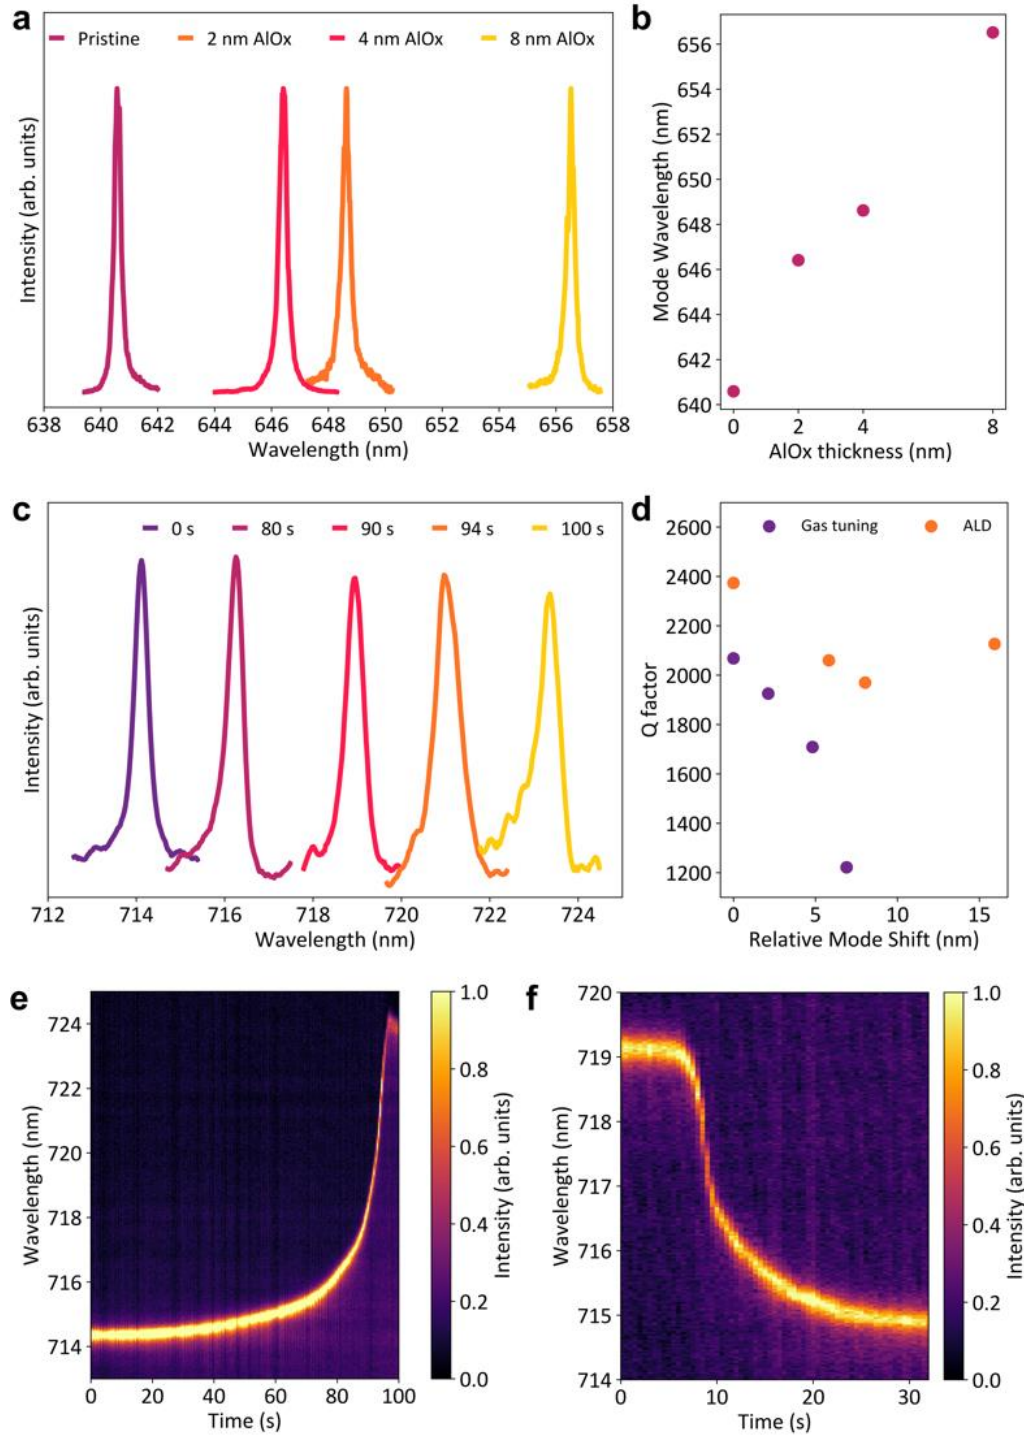 a
Pristine 2 nm AlOx 4 nm AlOx 8 nm AlOx
Intensity (arb. units)
638 640 642 644 646 648 650 652 654 656 658
Wavelength (nm)
b
656
654
652
650
648
646
644
642
640
Mode Wavelength (nm)
0 2 4 8
AlOx thickness (nm)
c
0 s 80 s 90 s 94 s 100 s
Intensity (arb. units)
712 714 716 718 720 722 724
Wavelength (nm)
d
Gas tuning ALD
2600
2400
2200
2000
1800
1600
1400
1200
Q factor
0 5 10 15
Relative Mode Shift (nm)
e
724
722
720
718
716
714
Wavelength (nm)
0 20 40 60 80 100
Time (s)
1.0
0.8
0.6
0.4
0.2
0.0
Intensity (arb. units)
f
720
719
718
717
716
715
714
Wavelength (nm)
0 10 20 30
Time (s)
1.0
0.8
0.6
0.4
0.2
0.0
Intensity (arb. units)